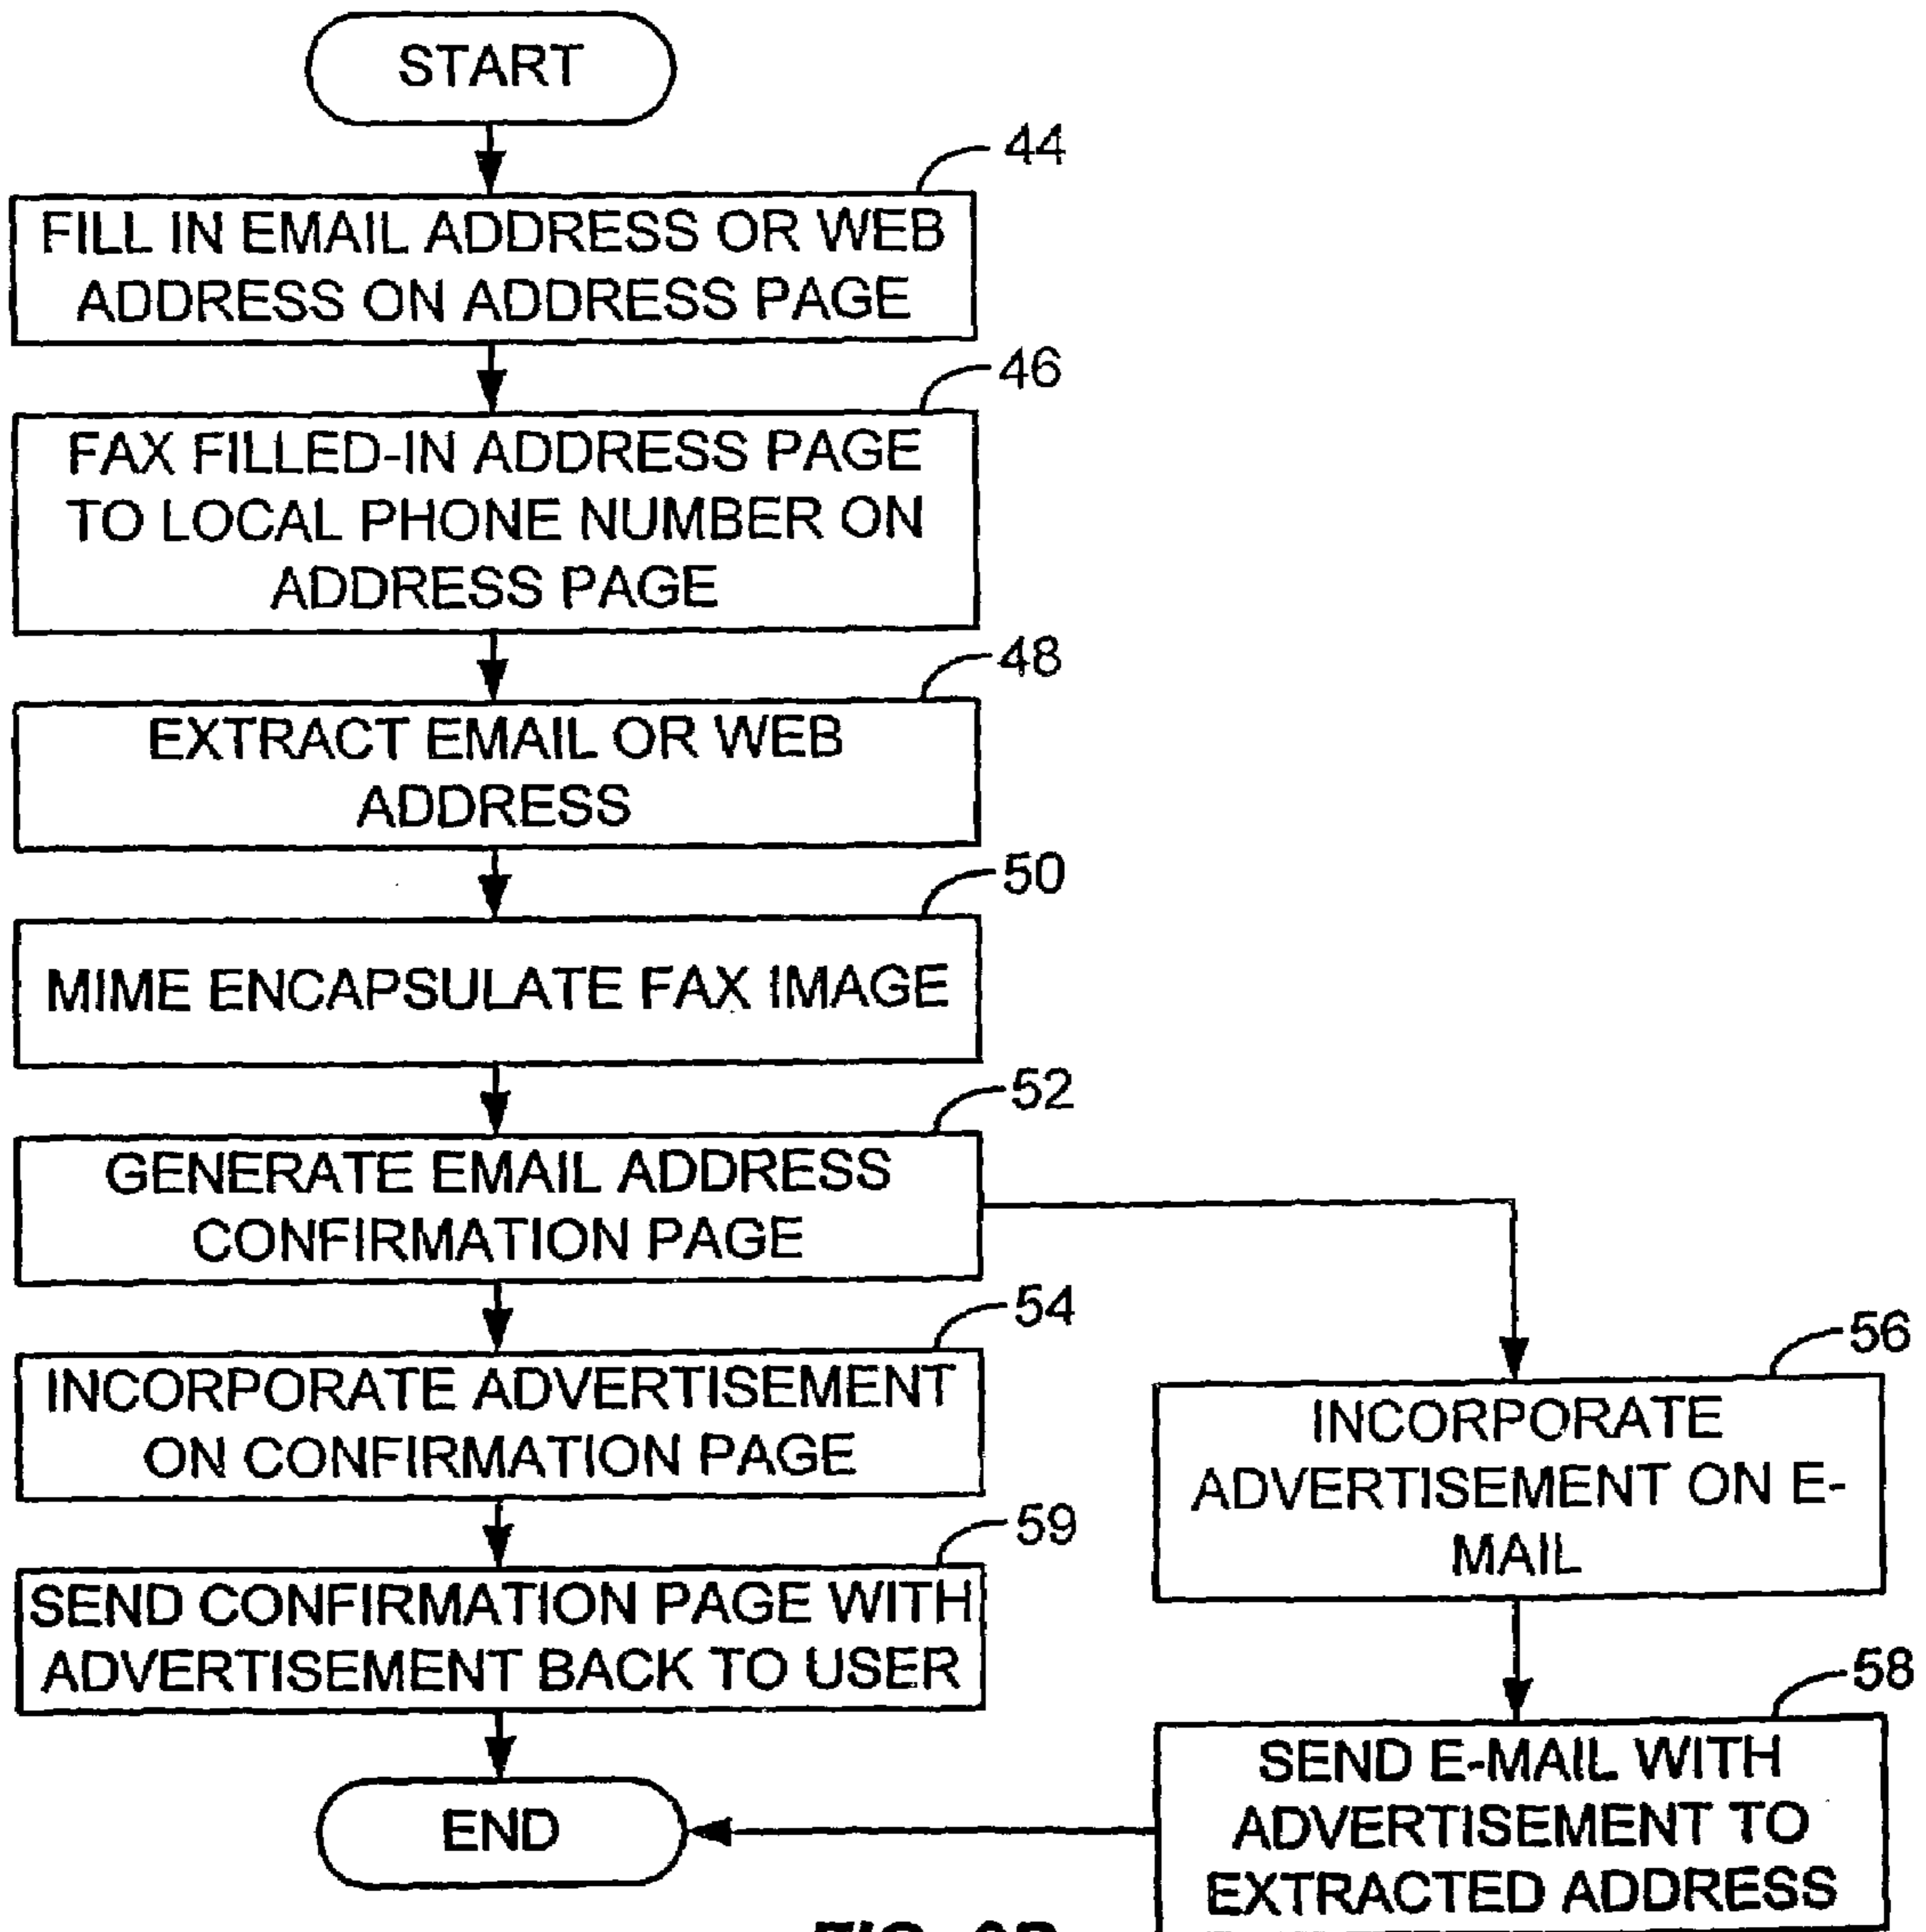 START
44
FILL IN EMAIL ADDRESS OR WEB
ADDRESS ON ADDRESS PAGE
46
FAX FILLED-IN ADDRESS PAGE
TO LOCAL PHONE NUMBER ON
ADDRESS PAGE
48
EXTRACT EMAIL OR WEB
ADDRESS
50
MIME ENCAPSULATE FAX IMAGE
52
GENERATE EMAIL ADDRESS
CONFIRMATION PAGE
54
INCORPORATE ADVERTISEMENT
ON CONFIRMATION PAGE
56
INCORPORATE
ADVERTISEMENT ON E-
MAIL
59
SEND CONFIRMATION PAGE WITH
ADVERTISEMENT BACK TO USER
58
SEND E-MAIL WITH
ADVERTISEMENT TO
EXTRACTED ADDRESS
END